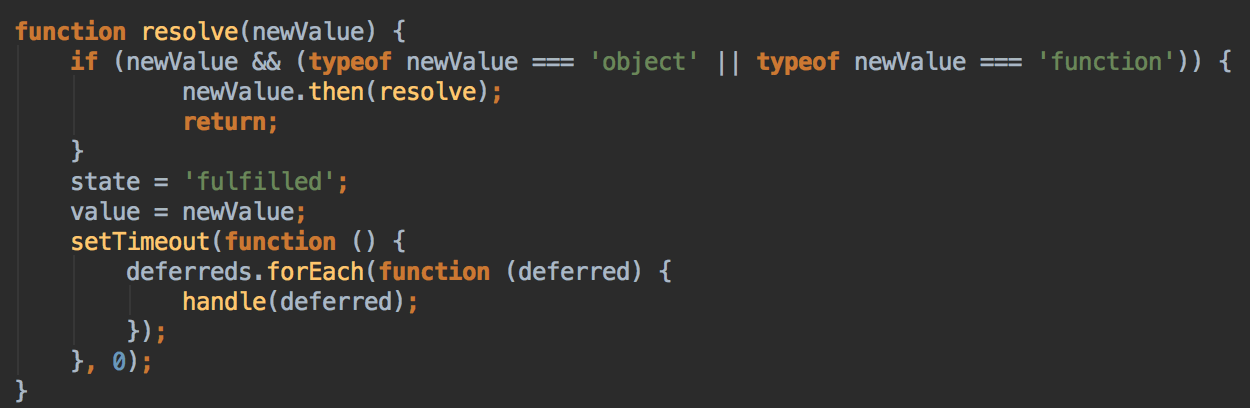 function resolve(newValue) {
    if (newValue && (typeof newValue === 'object' || typeof newValue === 'function')) {
            newValue.then(resolve);
            return;
    }
    state = 'fulfilled';
    value = newValue;
    setTimeout(function () {
        deferreds.forEach(function (deferred) {
            handle(deferred);
        });
    }, 0);
}